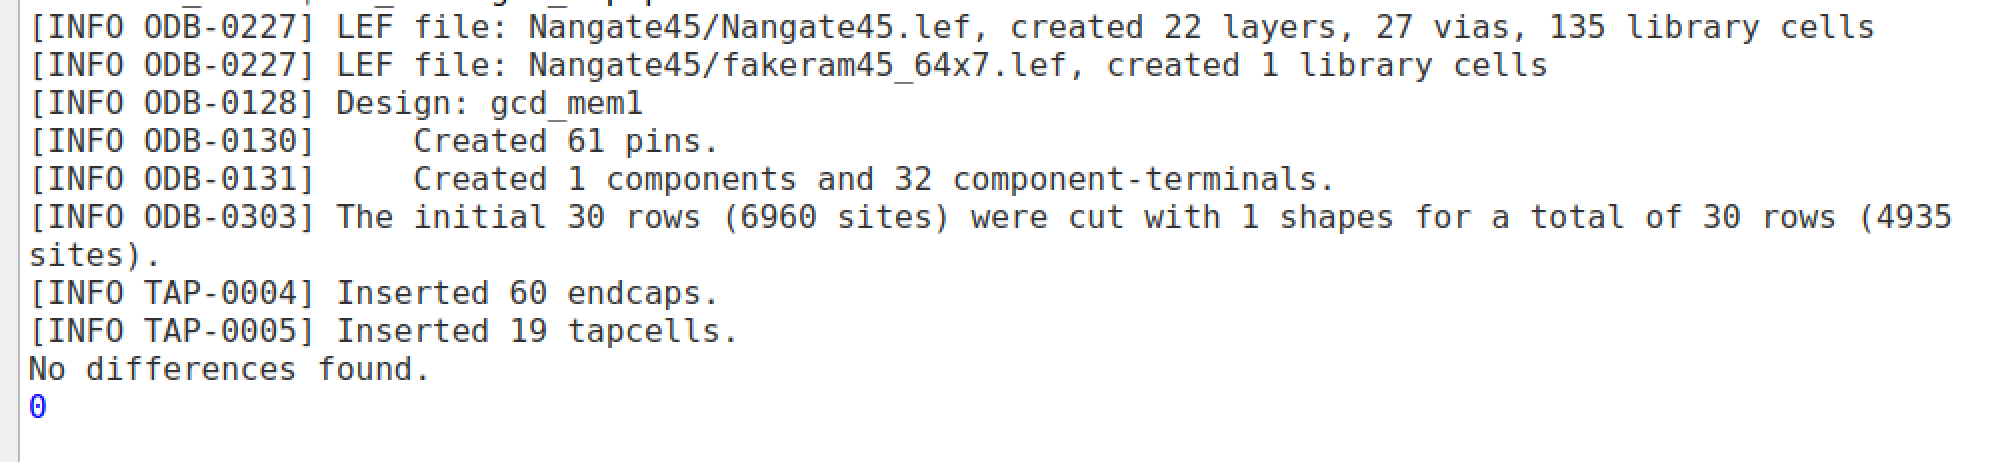 [INFO ODB-0227] LEF file: Nangate45/Nangate45.lef, created 22 layers, 27 vias, 135 library cells
[INFO ODB-0227] LEF file: Nangate45/fakeram45_64x7.lef, created 1 library cells
[INFO ODB-0128] Design: gcd_mem1
[INFO ODB-0130]     Created 61 pins.
[INFO ODB-0131]     Created 1 components and 32 component-terminals.
[INFO ODB-0303] The initial 30 rows (6960 sites) were cut with 1 shapes for a total of 30 rows (4935
sites).
[INFO TAP-0004] Inserted 60 endcaps.
[INFO TAP-0005] Inserted 19 tapcells.
No differences found.
0